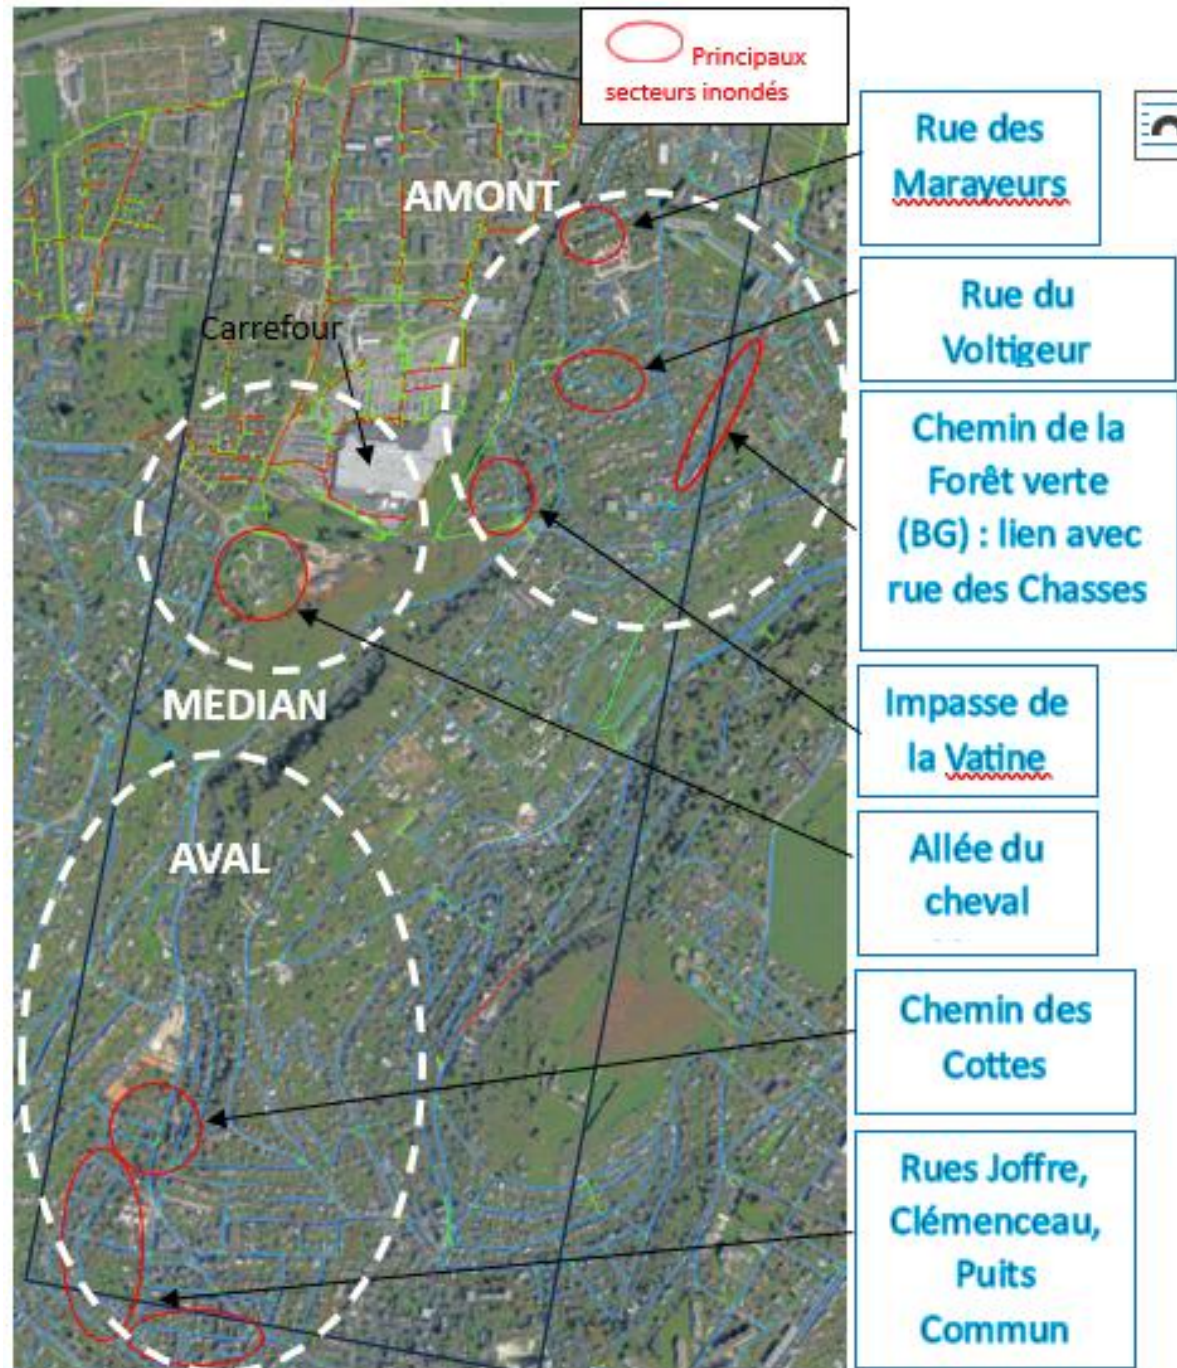 Principaux
secteurs inondés
Rue des
Marayeurs
AMONT
Rue du
Voltigeur
Carrefour
Chemin de la
Forêt verte
(BG) : lien avec
rue des Chasses
MEDIAN
Impasse de
la Vatine
AVAL
Allée du
cheval
Chemin des
Cottes
Rues Joffre,
Clémenceau,
Puits
Commun